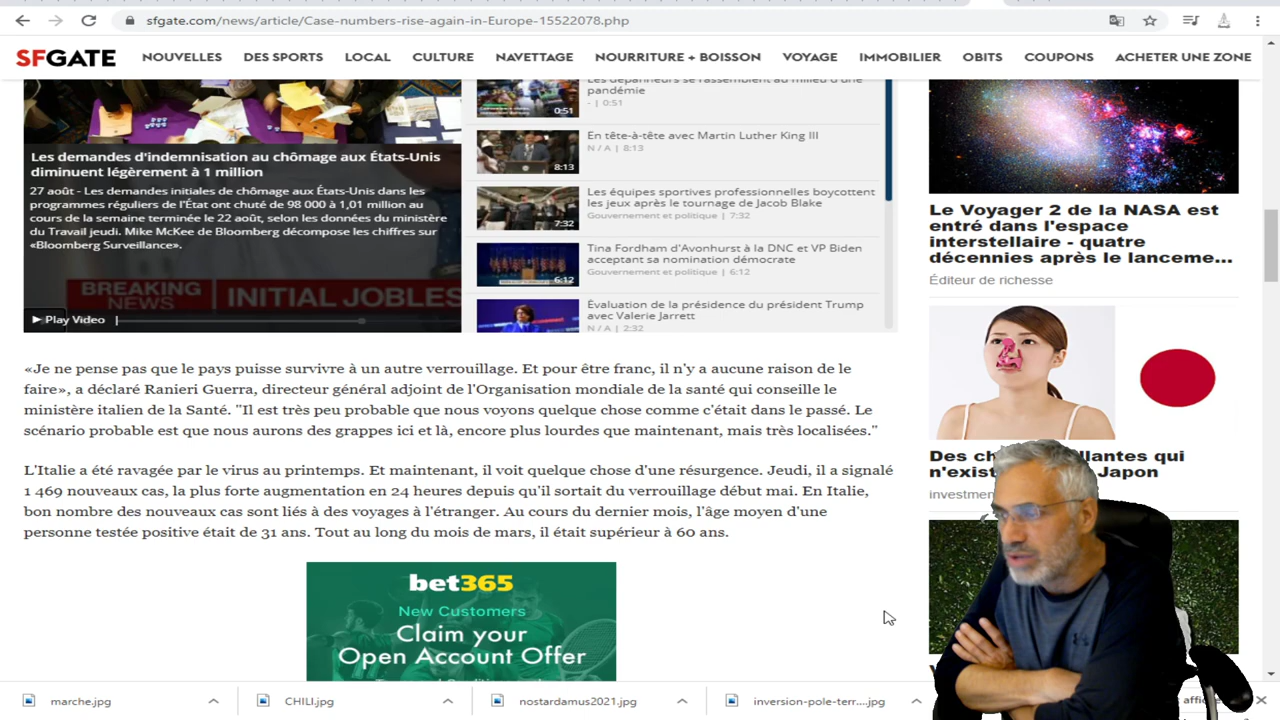 sfgate.com/news/article/Case-numbers-rise-again-in-Europe-15522078.php
SFGATE NOUVELLES DES SPORTS LOCAL CULTURE NAVETTAGE NOURRITURE + BOISSON VOYAGE IMMOBILIER OBITS COUPONS ACHETER UNE ZONE
Les demandes d'indemnisation au chômage aux États-Unis
diminuent légèrement à 1 million
27 août - Les demandes initiales de chômage aux États-Unis dans les
programmes réguliers de l'État ont chuté de 98 000 à 1,01 million au
cours de la semaine terminée le 22 août, selon les données du ministère
du Travail jeudi. Mike McKee de Bloomberg décompose les chiffres sur
«Bloomberg Surveillance».
BREAKING
NEWS
INITIAL JOBLES
Play Video
0:51
Les dépanneurs se rassemblent au milieu d'une
pandémie
- | 0:51
8:13
En tête-à-tête avec Martin Luther King III
N / A | 8:13
7:32
Les équipes sportives professionnelles boycottent
les jeux après le tournage de Jacob Blake
Gouvernement et politique | 7:32
6:12
Tina Fordham d'Avonhurst à la DNC et VP Biden
acceptant sa nomination démocrate
Gouvernement et politique | 6:12
Évaluation de la présidence du président Trump
avec Valerie Jarrett
N / A | 2:32
«Je ne pense pas que le pays puisse survivre à un autre verrouillage. Et pour être franc, il n'y a aucune raison de le
faire», a déclaré Ranieri Guerra, directeur général adjoint de l'Organisation mondiale de la santé qui conseille le
ministère italien de la Santé. "Il est très peu probable que nous voyons quelque chose comme c'était dans le passé. Le
scénario probable est que nous aurons des grappes ici et là, encore plus lourdes que maintenant, mais très localisées."
L'Italie a été ravagée par le virus au printemps. Et maintenant, il voit quelque chose d'une résurgence. Jeudi, il a signalé
1 469 nouveaux cas, la plus forte augmentation en 24 heures depuis qu'il sortait du verrouillage début mai. En Italie,
bon nombre des nouveaux cas sont liés à des voyages à l'étranger. Au cours du dernier mois, l'âge moyen d'une
personne testée positive était de 31 ans. Tout au long du mois de mars, il était supérieur à 60 ans.
bet365
New Customers
Claim your
Open Account Offer
Le Voyager 2 de la NASA est
entré dans l'espace
interstellaire - quatre
décennies après le lanceme...
Éditeur de richesse
Des ch llantes qui
n'exist Japon
investmen
marche.jpg
CHILI.jpg
nostardamus2021.jpg
inversion-pole-terr....jpg